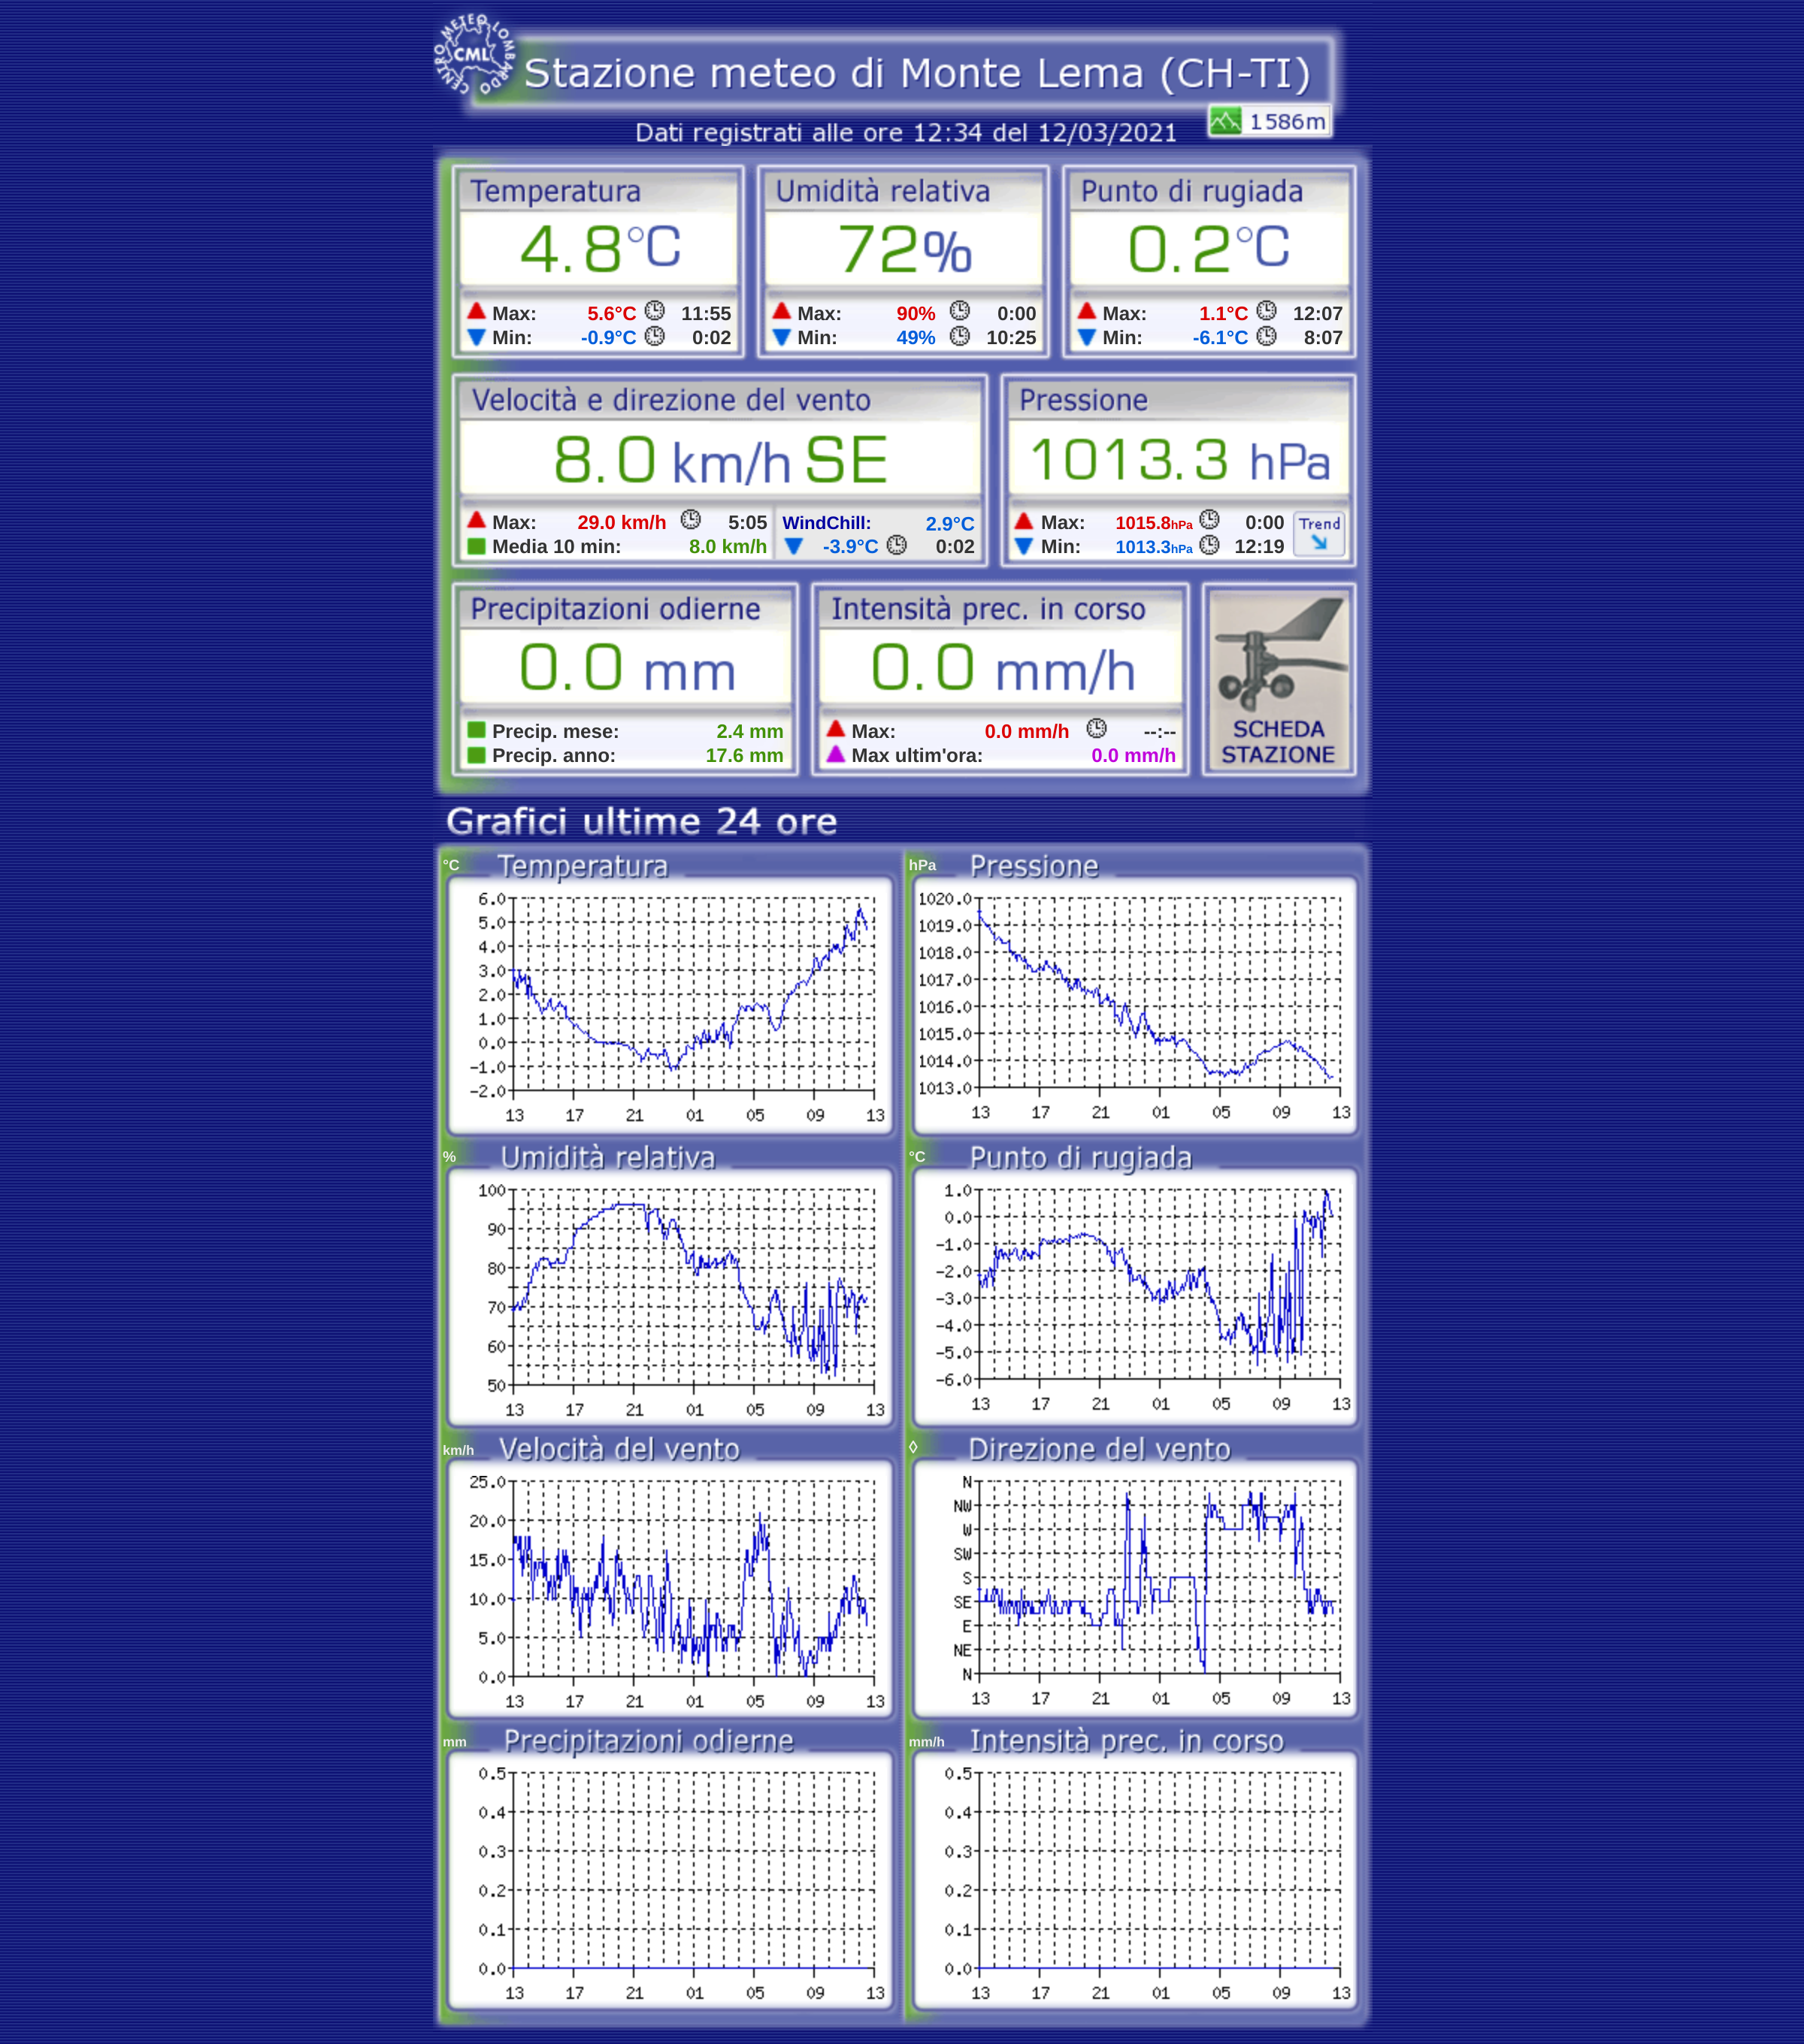 CENTRO METEO LOMBARDO
CML
Stazione meteo di Monte Lema (CH-TI)
1586m
Dati registrati alle ore 12:34 del 12/03/2021
Temperatura
4.8°C
Max: 5.6°C 11:55
Min: -0.9°C 0:02
Umidità relativa
72%
Max: 90% 0:00
Min: 49% 10:25
Punto di rugiada
0.2°C
Max: 1.1°C 12:07
Min: -6.1°C 8:07
Velocità e direzione del vento
8.0 km/h SE
Max: 29.0 km/h 5:05
Media 10 min: 8.0 km/h
WindChill: 2.9°C
-3.9°C 0:02
Pressione
1013.3 hPa
Max: 1015.8hPa 0:00
Min: 1013.3hPa 12:19
Trend
Precipitazioni odierne
0.0 mm
Precip. mese: 2.4 mm
Precip. anno: 17.6 mm
Intensità prec. in corso
0.0 mm/h
Max: 0.0 mm/h --:--
Max ultim'ora: 0.0 mm/h
SCHEDA
STAZIONE
Grafici ultime 24 ore
°C Temperatura
6.0
5.0
4.0
3.0
2.0
1.0
0.0
-1.0
-2.0
13 17 21 01 05 09 13
hPa Pressione
1020.0
1019.0
1018.0
1017.0
1016.0
1015.0
1014.0
1013.0
13 17 21 01 05 09 13
% Umidità relativa
100
90
80
70
60
50
13 17 21 01 05 09 13
°C Punto di rugiada
1.0
0.0
-1.0
-2.0
-3.0
-4.0
-5.0
-6.0
13 17 21 01 05 09 13
km/h Velocità del vento
25.0
20.0
15.0
10.0
5.0
0.0
13 17 21 01 05 09 13
◊ Direzione del vento
N
NW
W
SW
S
SE
E
NE
N
13 17 21 01 05 09 13
mm Precipitazioni odierne
0.5
0.4
0.3
0.2
0.1
0.0
13 17 21 01 05 09 13
mm/h Intensità prec. in corso
0.5
0.4
0.3
0.2
0.1
0.0
13 17 21 01 05 09 13